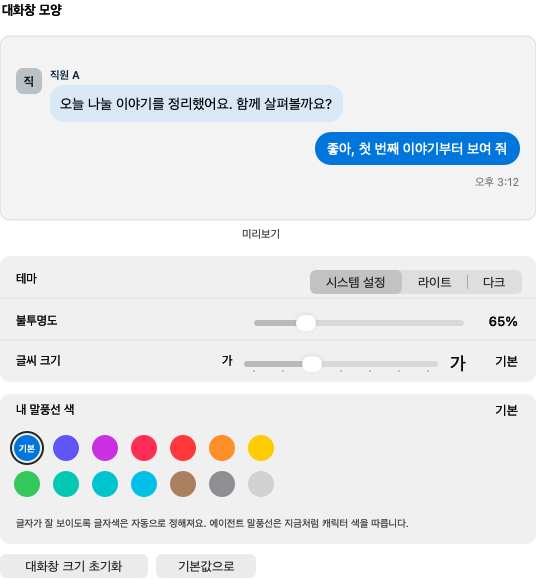 대화창 모양
직
직원 A
오늘 나눌 이야기를 정리했어요. 함께 살펴볼까요?
좋아, 첫 번째 이야기부터 보여 줘
오후 3:12
미리보기
테마
시스템 설정
라이트
다크
불투명도
65%
글씨 크기
가
가
기본
내 말풍선 색
기본
기본
글자가 잘 보이도록 글자색은 자동으로 정해져요. 에이전트 말풍선은 지금처럼 캐릭터 색을 따릅니다.
대화창 크기 초기화
기본값으로